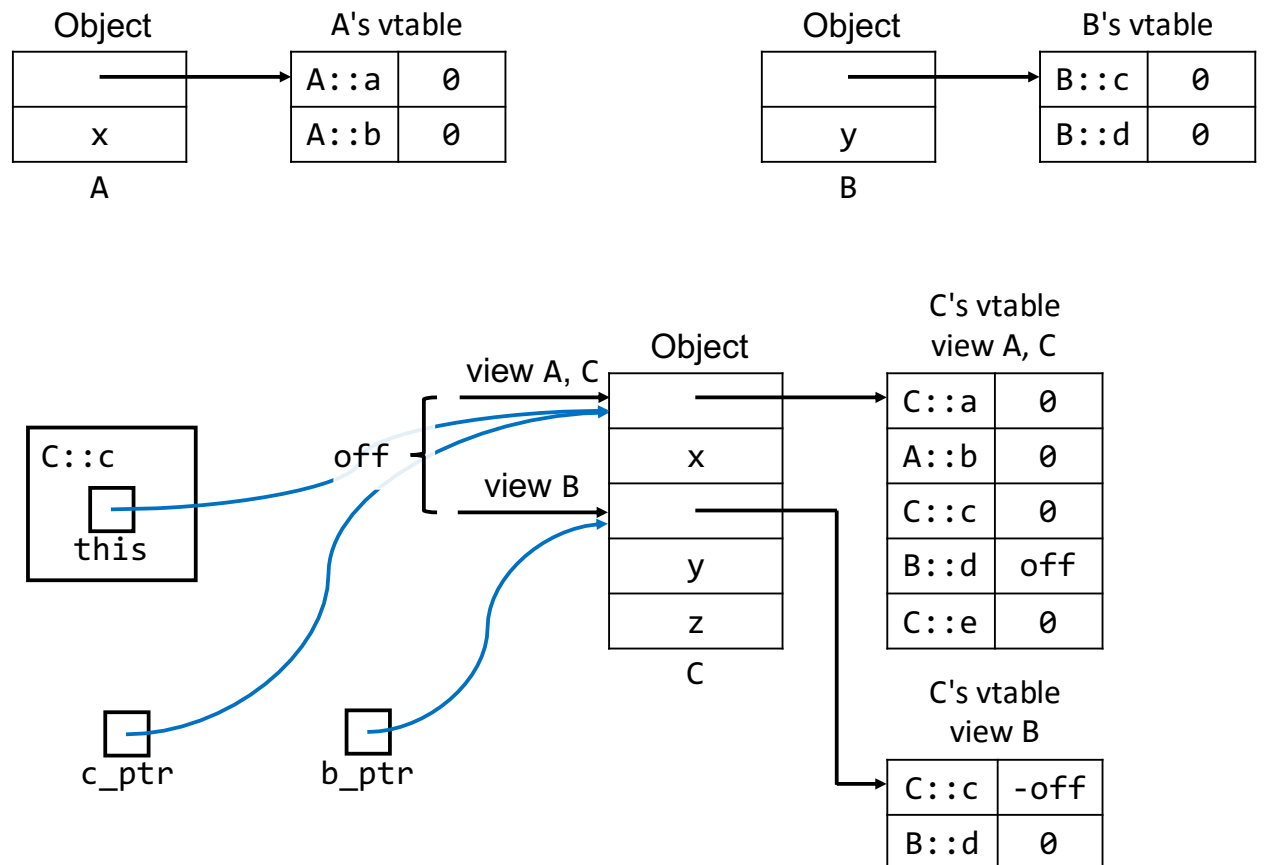 Object
A's vtable
A::a 0
x
A::b 0
A
Object
B's vtable
B::c 0
y
B::d 0
B
C's vtable
view A, C
Object
view A, C
C::a 0
C::c
off
x
A::b 0
view B
C::c 0
this
y
B::d off
z
C::e 0
C
C's vtable
view B
c_ptr
b_ptr
C::c -off
B::d 0